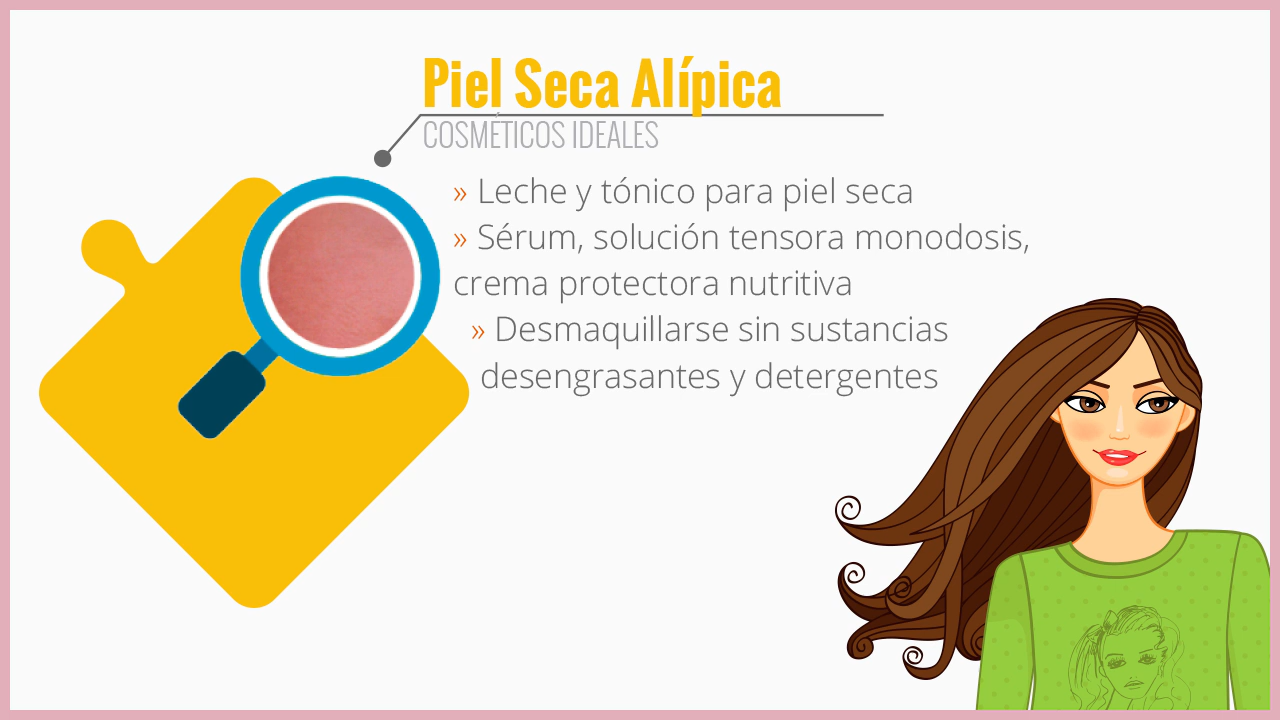 Piel Seca Alípica
COSMÉTICOS IDEALES
» Leche y tónico para piel seca
» Sérum, solución tensora monodosis,
crema protectora nutritiva
» Desmaquillarse sin sustancias
desengrasantes y detergentes